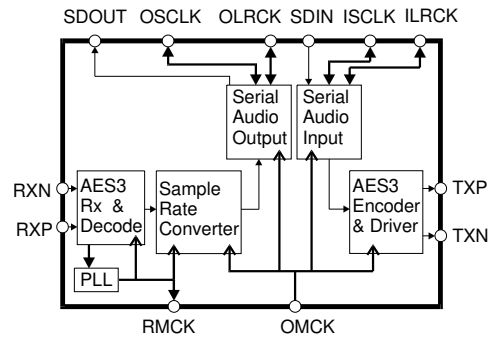 SDOUT OSCLK OLRCK SDIN ISCLK ILRCK
Serial
Audio
Output
Serial
Audio
Input
RXN
RXP
AES3
Rx &
Decode
Sample
Rate
Converter
AES3
Encoder
& Driver
TXP
TXN
PLL
RMCK
OMCK